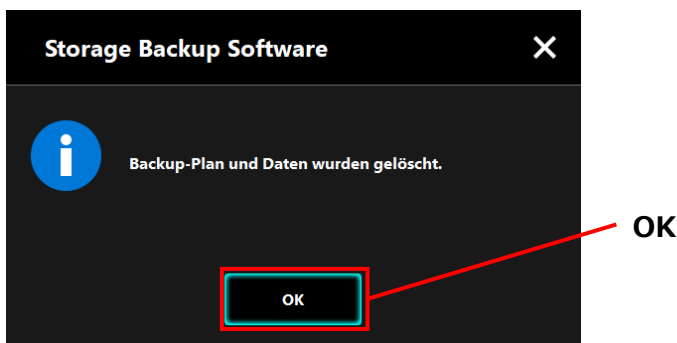 Storage Backup Software
Backup-Plan und Daten wurden gelöscht.
OK
OK